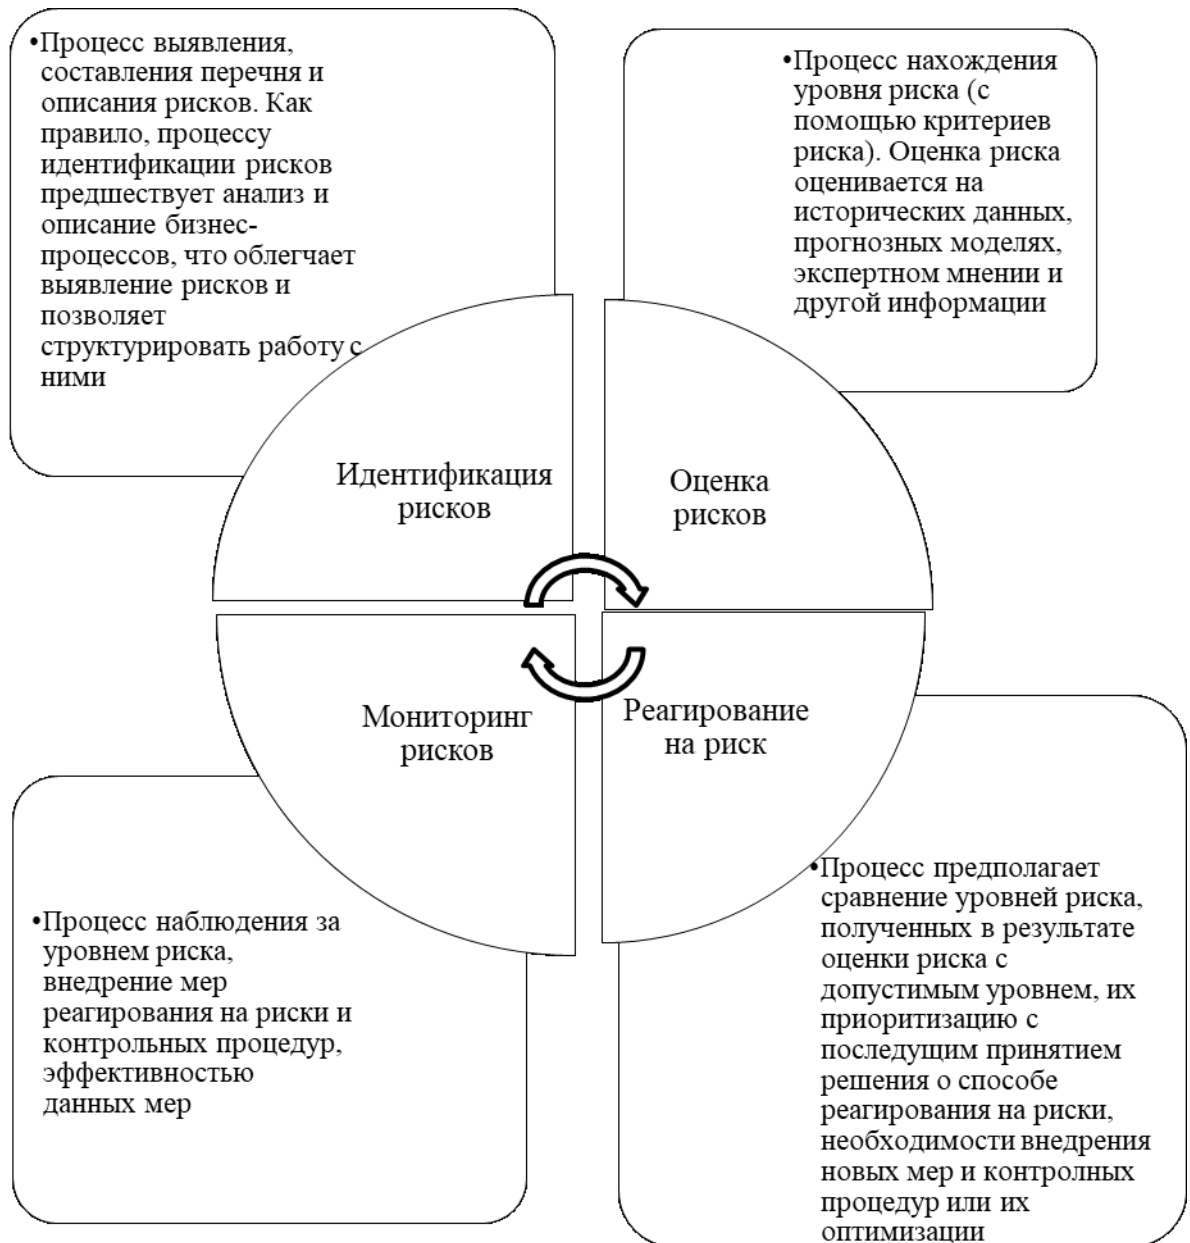 •Процесс выявления,
составления перечня и
описания рисков. Как
правило, процессу
идентификации рисков
предшествует анализ и
описание бизнес-
процессов, что облегчает
выявление рисков и
позволяет
структурировать работу с
ними
•Процесс нахождения
уровня риска (с
помощью критериев
риска). Оценка риска
оценивается на
исторических данных,
прогнозных моделях,
экспертном мнении и
другой информации
Идентификация
рисков
Оценка
рисков
Мониторинг
рисков
Реагирование
на риск
•Процесс наблюдения за
уровнем риска,
внедрение мер
реагирования на риски и
контрольных процедур,
эффективностью
данных мер
•Процесс предполагает
сравнение уровней риска,
полученных в результате
оценки риска с
допустимым уровнем, их
приоритизацию с
последущим принятием
решения о способе
реагирования на риски,
необходимости внедрения
новых мер и контролных
процедур или их
оптимизации